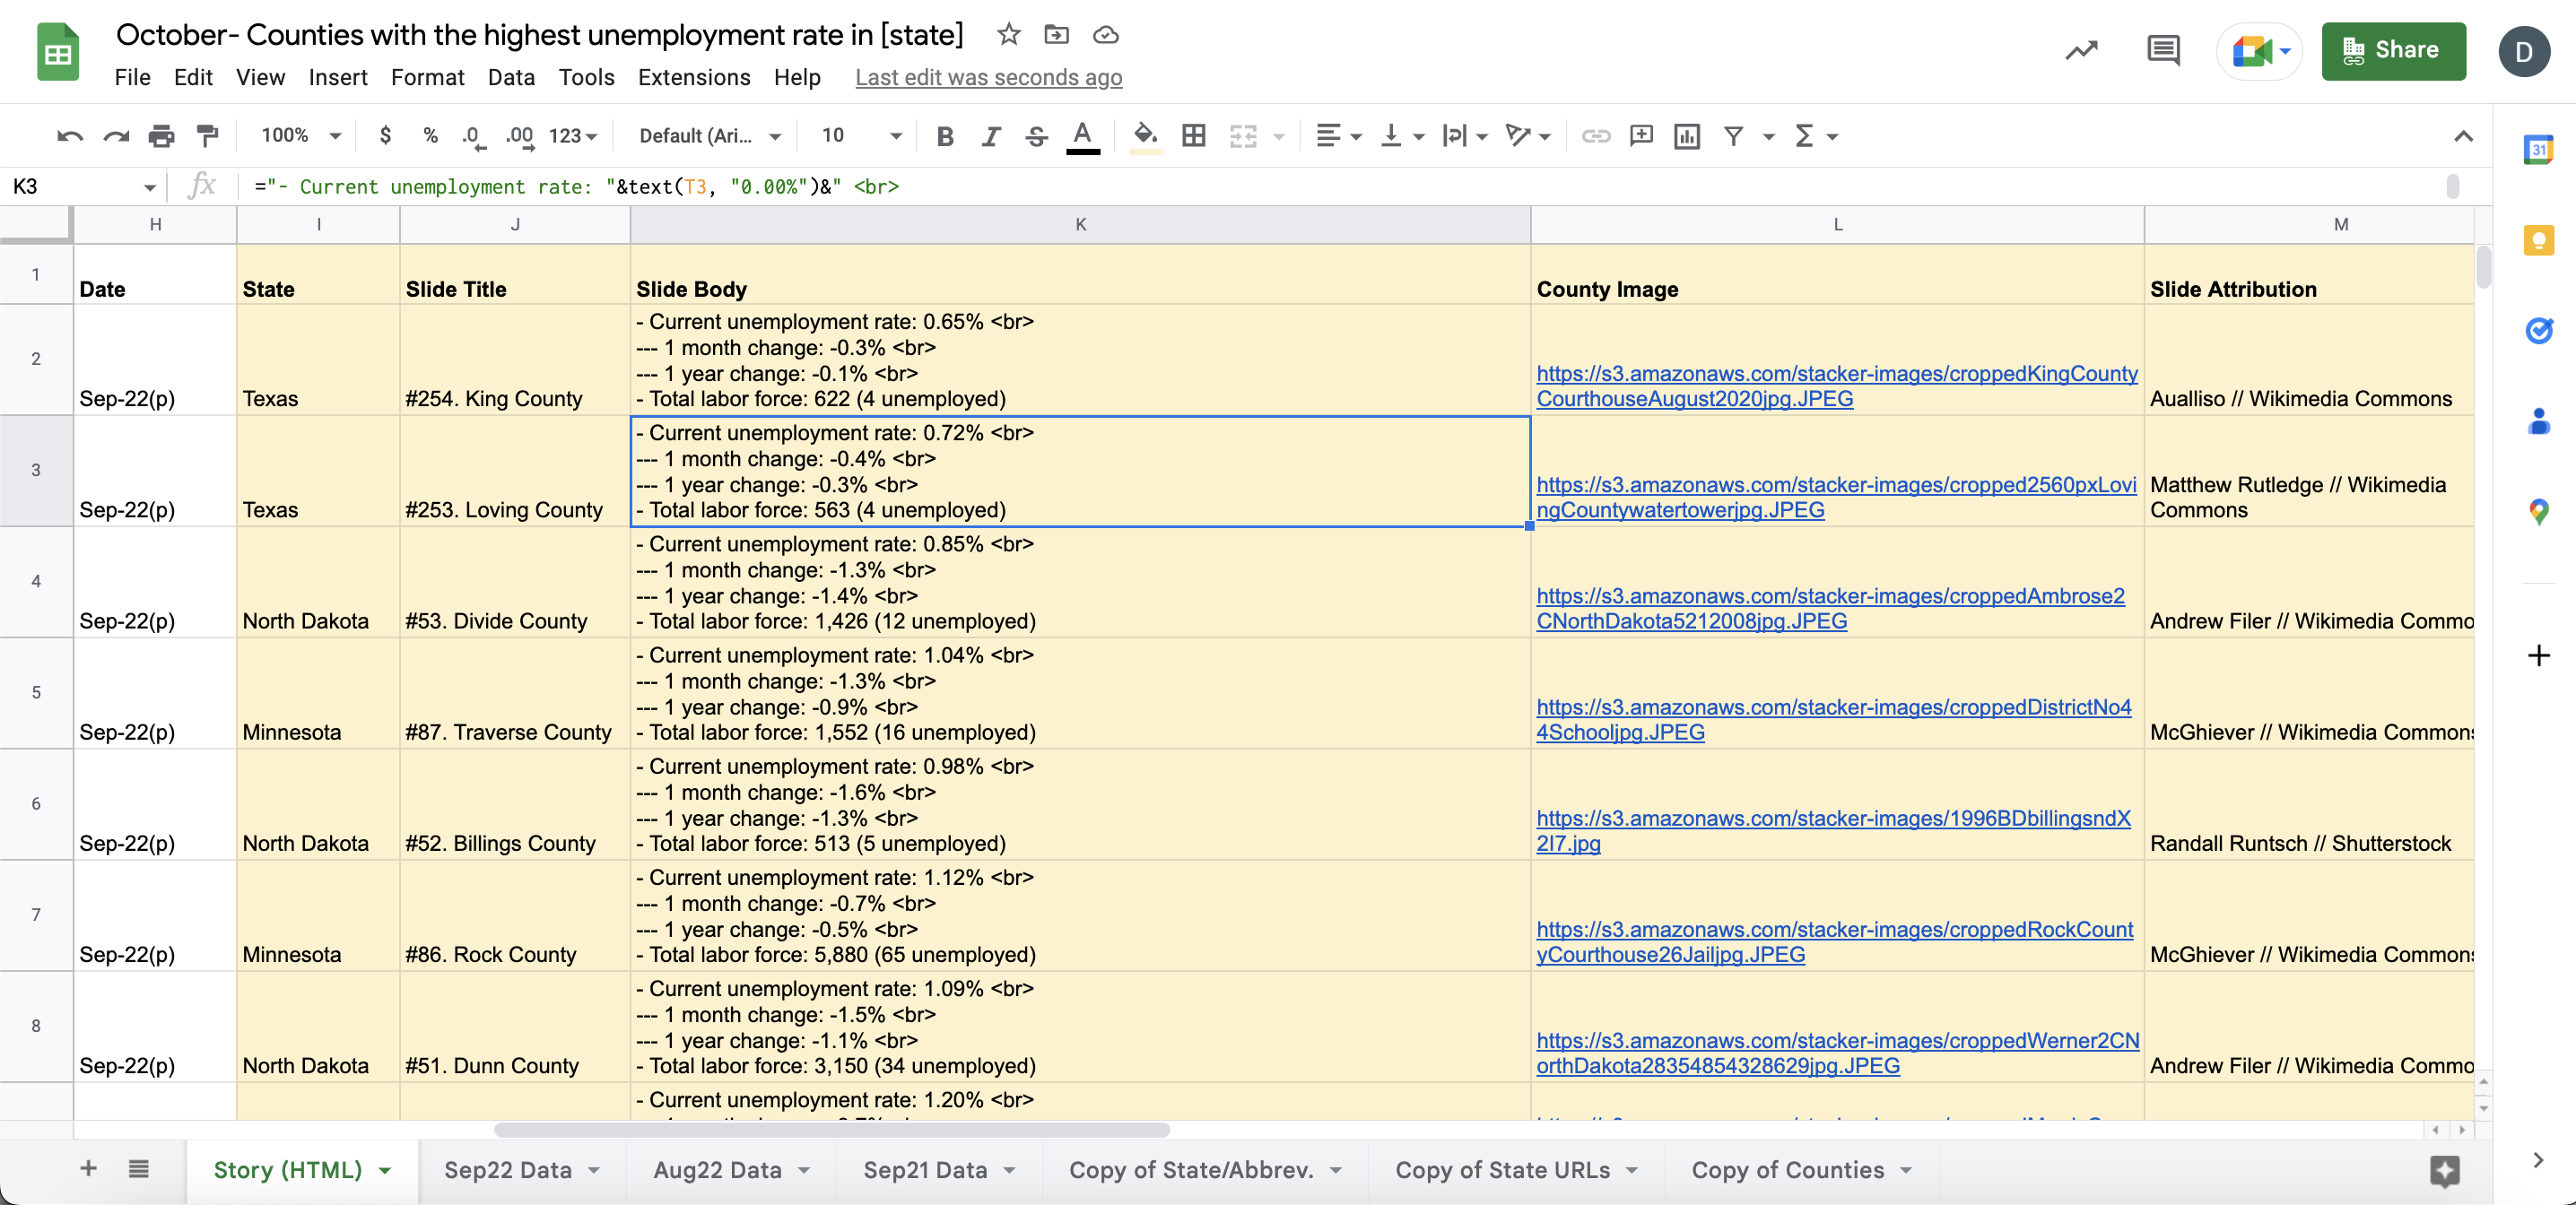 October- Counties with the highest unemployment rate in [state]
File Edit View Insert Format Data Tools Extensions Help Last edit was seconds ago
Share
D
100% $ % .0 .00 123 Default (Ari... 10 B I S A
31
K3 fx ="- Current unemployment rate: "&text(T3, "0.00%")&" <br>
H I J K L M
1 Date State Slide Title Slide Body County Image Slide Attribution
2 Sep-22(p) Texas #254. King County
- Current unemployment rate: 0.65% <br>
--- 1 month change: -0.3% <br>
--- 1 year change: -0.1% <br>
- Total labor force: 622 (4 unemployed)
https://s3.amazonaws.com/stacker-images/croppedKingCounty
CourthouseAugust2020jpg.JPEG
Aualliso // Wikimedia Commons
3 Sep-22(p) Texas #253. Loving County
- Current unemployment rate: 0.72% <br>
--- 1 month change: -0.4% <br>
--- 1 year change: -0.3% <br>
- Total labor force: 563 (4 unemployed)
https://s3.amazonaws.com/stacker-images/cropped2560pxLovi
ngCountywatertowerjpg.JPEG
Matthew Rutledge // Wikimedia
Commons
4 Sep-22(p) North Dakota #53. Divide County
- Current unemployment rate: 0.85% <br>
--- 1 month change: -1.3% <br>
--- 1 year change: -1.4% <br>
- Total labor force: 1,426 (12 unemployed)
https://s3.amazonaws.com/stacker-images/croppedAmbrose2
CNorthDakota5212008jpg.JPEG
Andrew Filer // Wikimedia Commo
5 Sep-22(p) Minnesota #87. Traverse County
- Current unemployment rate: 1.04% <br>
--- 1 month change: -1.3% <br>
--- 1 year change: -0.9% <br>
- Total labor force: 1,552 (16 unemployed)
https://s3.amazonaws.com/stacker-images/croppedDistrictNo4
4Schooljpg.JPEG
McGhiever // Wikimedia Commons
6 Sep-22(p) North Dakota #52. Billings County
- Current unemployment rate: 0.98% <br>
--- 1 month change: -1.6% <br>
--- 1 year change: -1.3% <br>
- Total labor force: 513 (5 unemployed)
https://s3.amazonaws.com/stacker-images/1996BDbillingsndX
2I7.jpg
Randall Runtsch // Shutterstock
7 Sep-22(p) Minnesota #86. Rock County
- Current unemployment rate: 1.12% <br>
--- 1 month change: -0.7% <br>
--- 1 year change: -0.5% <br>
- Total labor force: 5,880 (65 unemployed)
https://s3.amazonaws.com/stacker-images/croppedRockCount
yCourthouse26Jailjpg.JPEG
McGhiever // Wikimedia Commons
8 Sep-22(p) North Dakota #51. Dunn County
- Current unemployment rate: 1.09% <br>
--- 1 month change: -1.5% <br>
--- 1 year change: -1.1% <br>
- Total labor force: 3,150 (34 unemployed)
https://s3.amazonaws.com/stacker-images/croppedWerner2CN
orthDakota28354854328629jpg.JPEG
Andrew Filer // Wikimedia Commo
- Current unemployment rate: 1.20% <br>
Story (HTML) Sep22 Data Aug22 Data Sep21 Data Copy of State/Abbrev. Copy of State URLs Copy of Counties